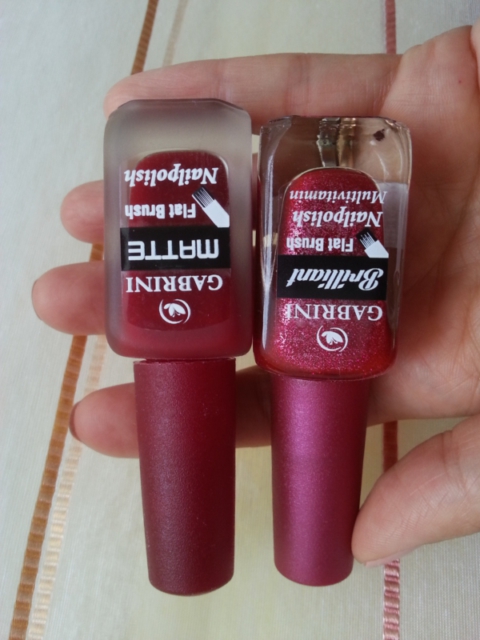 GABRINI
MATTE
Flat Brush
Nailpolish
GABRINI
Brilliant
Flat Brush
Nailpolish
Multivitamin